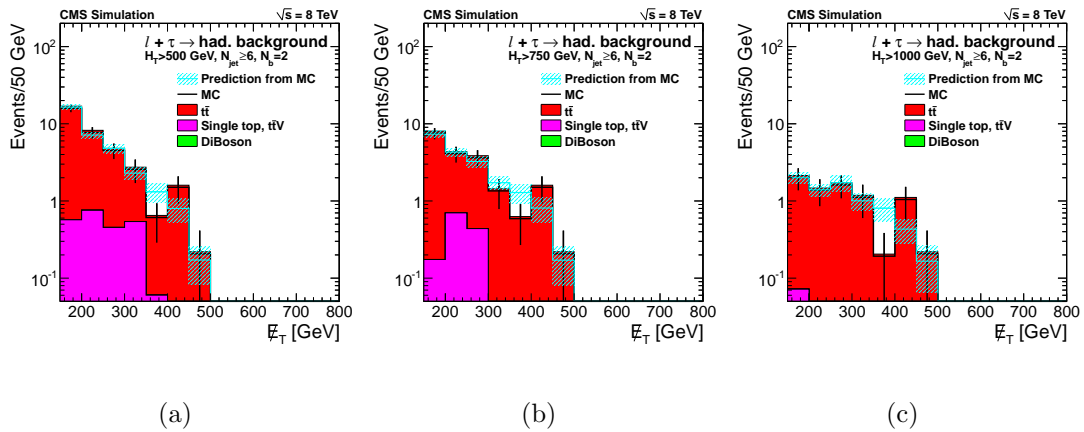 CMS Simulation √s = 8 TeV
l + τ → had. background
H_T>500 GeV, N_jet≥6, N_b=2
Prediction from MC
MC
tt̄
Single top, tt̄V
DiBoson
Events/50 GeV
10²
10
1
10⁻¹
200 300 400 500 600 700 800
E̸_T [GeV]
(a)
CMS Simulation √s = 8 TeV
l + τ → had. background
H_T>750 GeV, N_jet≥6, N_b=2
Prediction from MC
MC
tt̄
Single top, tt̄V
DiBoson
Events/50 GeV
10²
10
1
10⁻¹
200 300 400 500 600 700 800
E̸_T [GeV]
(b)
CMS Simulation √s = 8 TeV
l + τ → had. background
H_T>1000 GeV, N_jet≥6, N_b=2
Prediction from MC
MC
tt̄
Single top, tt̄V
DiBoson
Events/50 GeV
10²
10
1
10⁻¹
200 300 400 500 600 700 800
E̸_T [GeV]
(c)